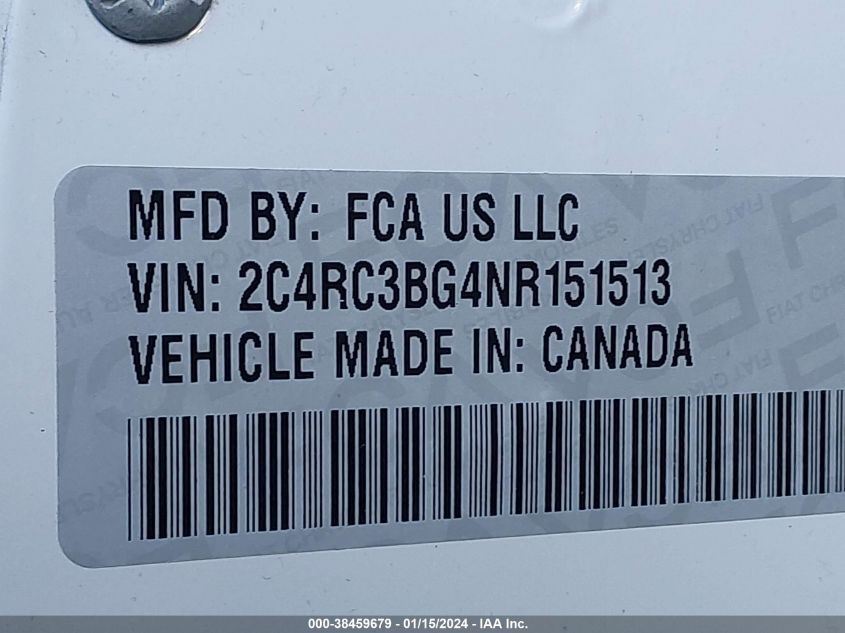 MFD BY: FCA US LLC
VIN: 2C4RC3BG4NR151513
VEHICLE MADE IN: CANADA
000-38459679 - 01/15/2024 - IAA Inc.